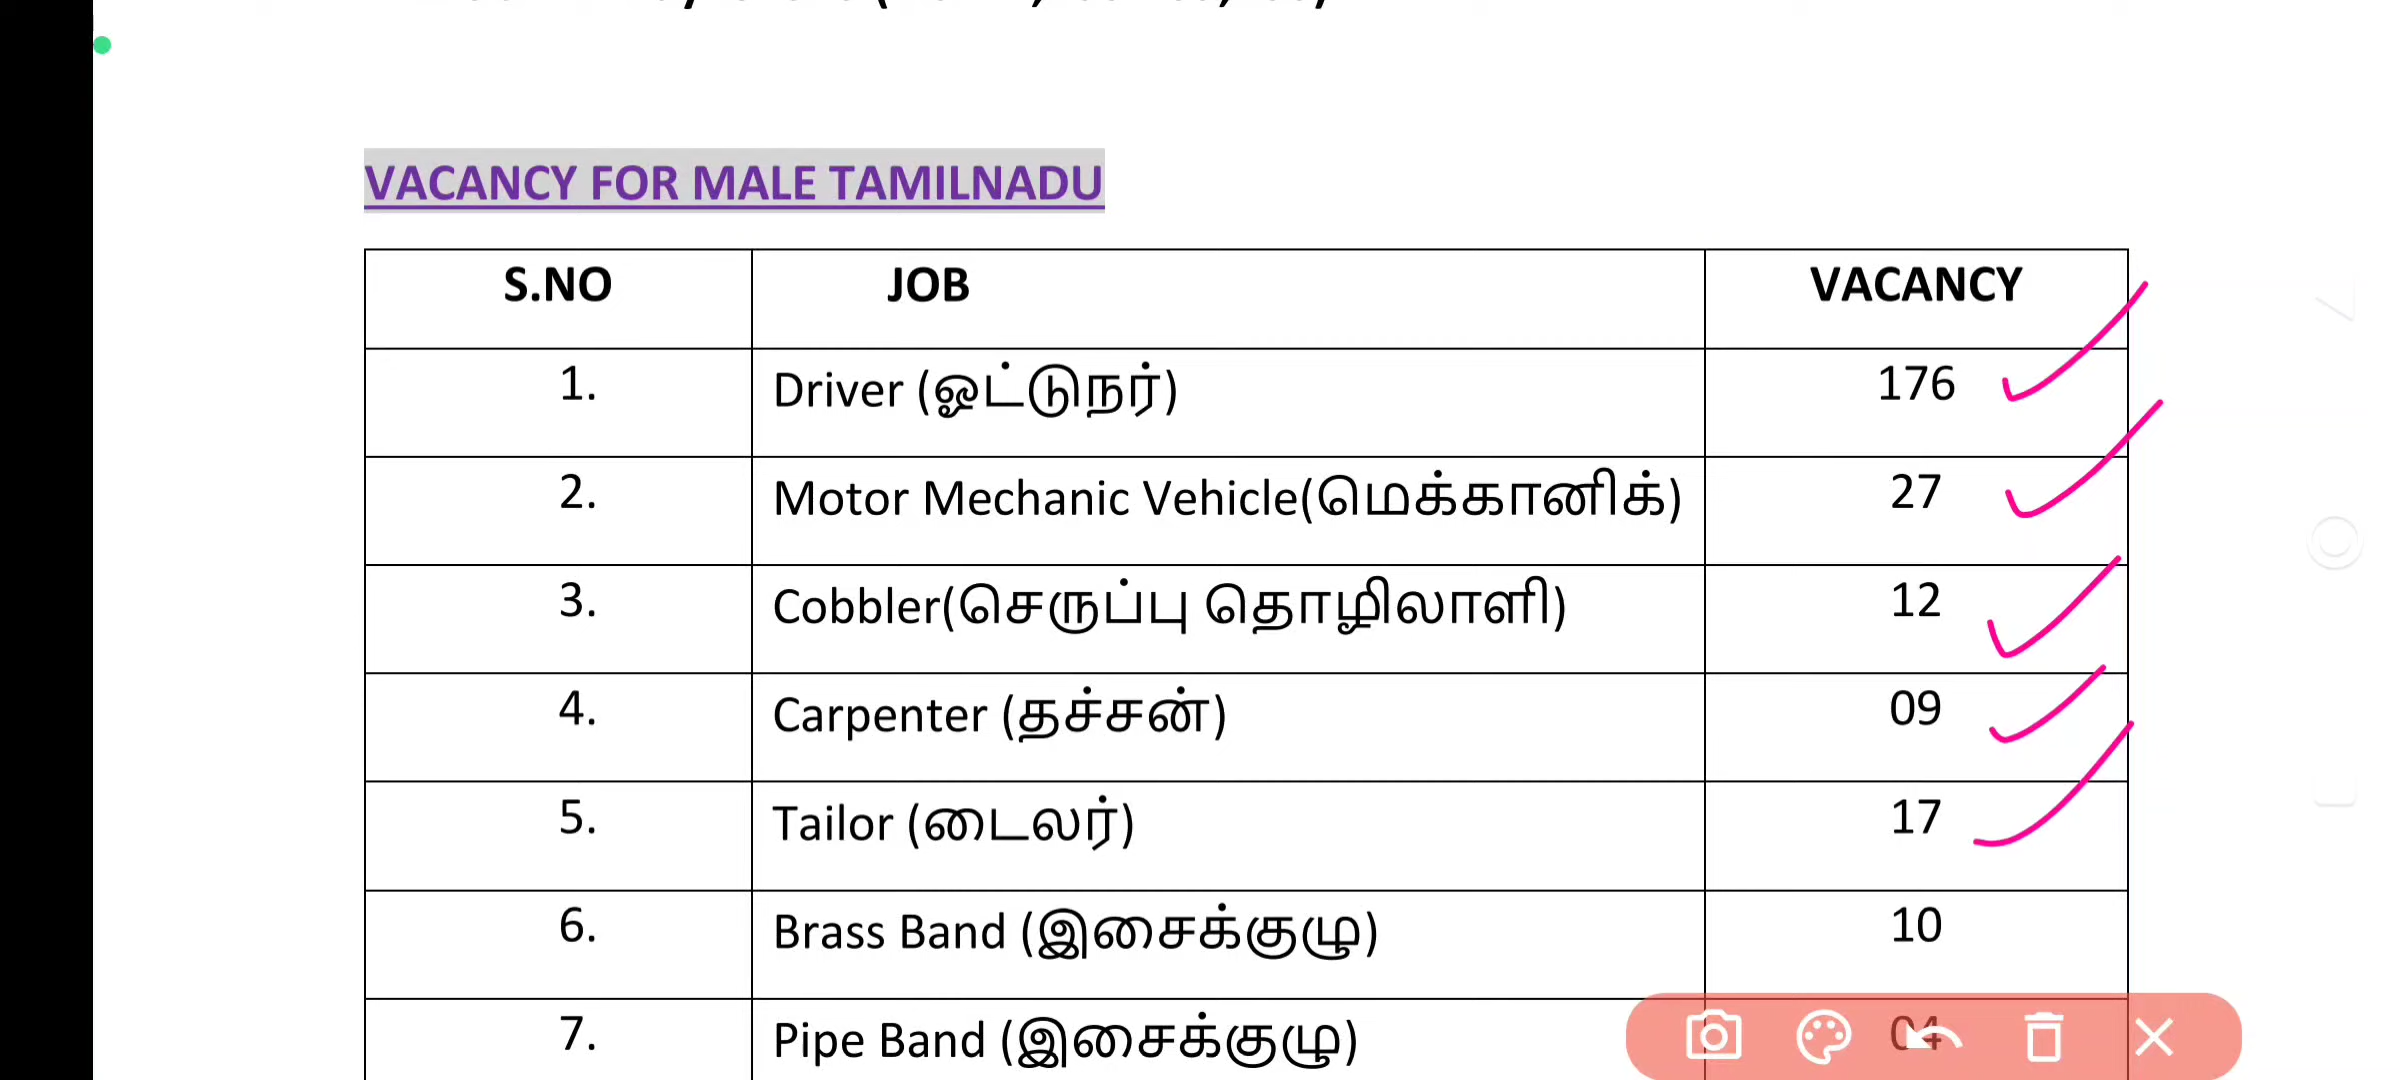 VACANCY FOR MALE TAMILNADU
S.NO JOB VACANCY
1. Driver (ஓட்டுநர்) 176
2. Motor Mechanic Vehicle(மெக்கானிக்) 27
3. Cobbler(செருப்பு தொழிலாளி) 12
4. Carpenter (தச்சன்) 09
5. Tailor (டைலர்) 17
6. Brass Band (இசைக்குழு) 10
7. Pipe Band (இசைக்குழு) 04